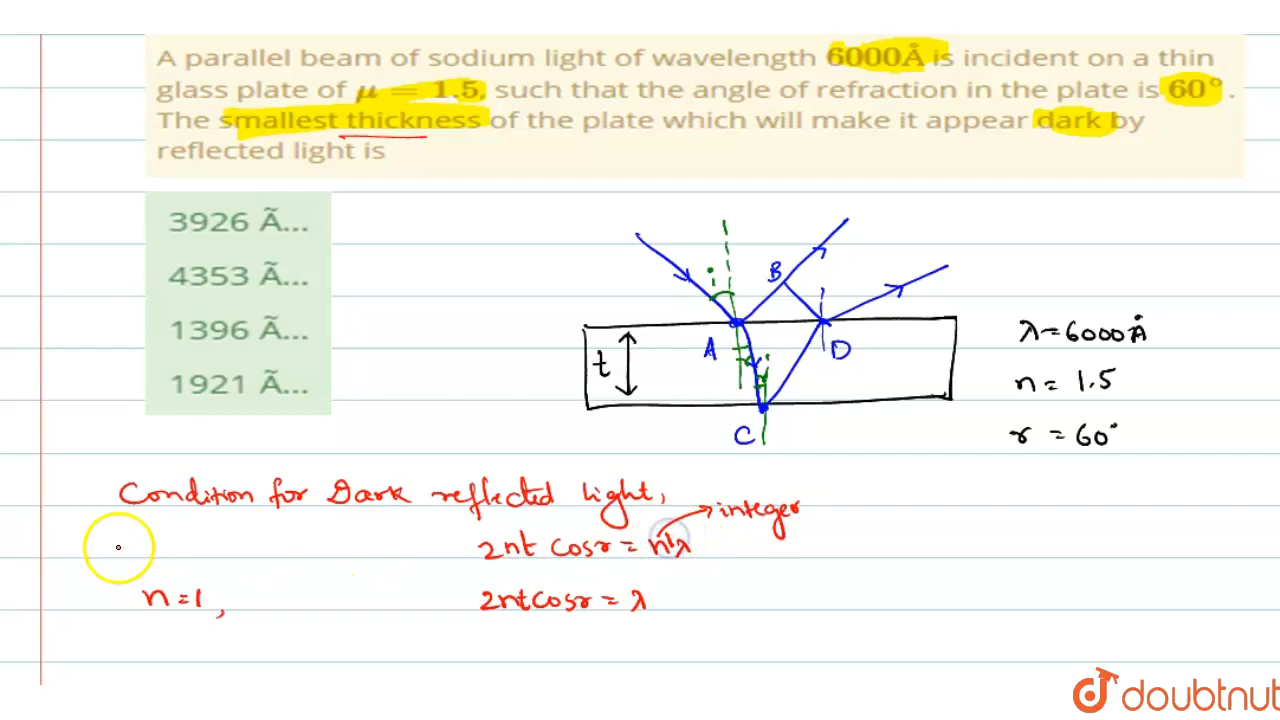 A parallel beam of sodium light of wavelength 6000Å is incident on a thin
glass plate of μ = 1.5, such that the angle of refraction in the plate is 60° .
The smallest thickness of the plate which will make it appear dark by
reflected light is
3926 Ã...
4353 Ã...
1396 Ã...
1921 Ã...
i
B
A
r
r
i
D
t
C
λ=6000Å
n = 1.5
r = 60°
Condition for Dark reflected light,
integer
2nt cosr = n'λ
n = 1,
2ntcosr = λ
doubtnut